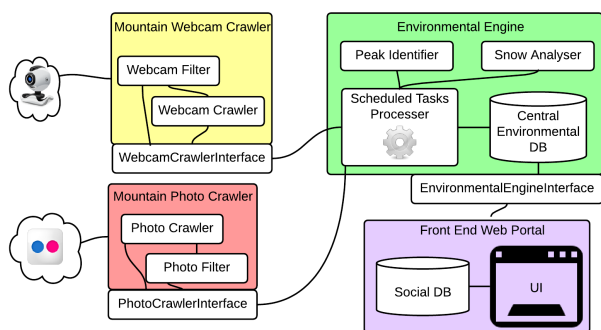 Mountain Webcam Crawler
Webcam Filter
Webcam Crawler
WebcamCrawlerInterface
Environmental Engine
Peak Identifier
Snow Analyser
Scheduled Tasks
Processer
Central
Environmental
DB
EnvironmentalEngineInterface
Mountain Photo Crawler
Photo Crawler
Photo Filter
PhotoCrawlerInterface
Front End Web Portal
Social DB
UI